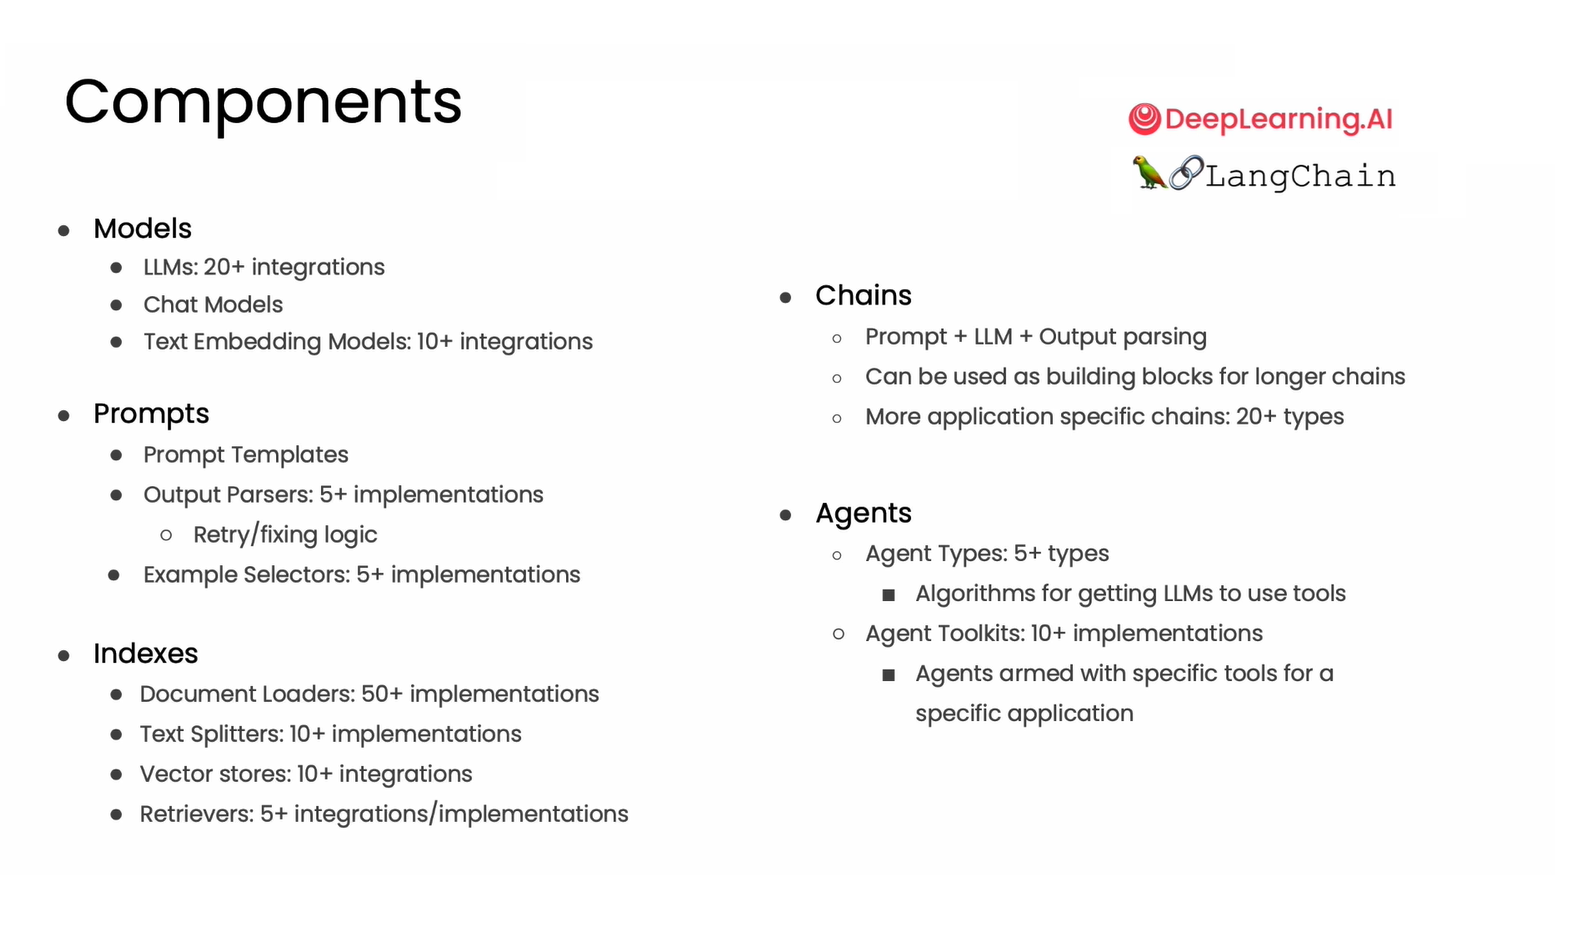 Components
DeepLearning.AI
LangChain
Models
LLMs: 20+ integrations
Chat Models
Text Embedding Models: 10+ integrations
Prompts
Prompt Templates
Output Parsers: 5+ implementations
Retry/fixing logic
Example Selectors: 5+ implementations
Indexes
Document Loaders: 50+ implementations
Text Splitters: 10+ implementations
Vector stores: 10+ integrations
Retrievers: 5+ integrations/implementations
Chains
Prompt + LLM + Output parsing
Can be used as building blocks for longer chains
More application specific chains: 20+ types
Agents
Agent Types: 5+ types
Algorithms for getting LLMs to use tools
Agent Toolkits: 10+ implementations
Agents armed with specific tools for a
specific application